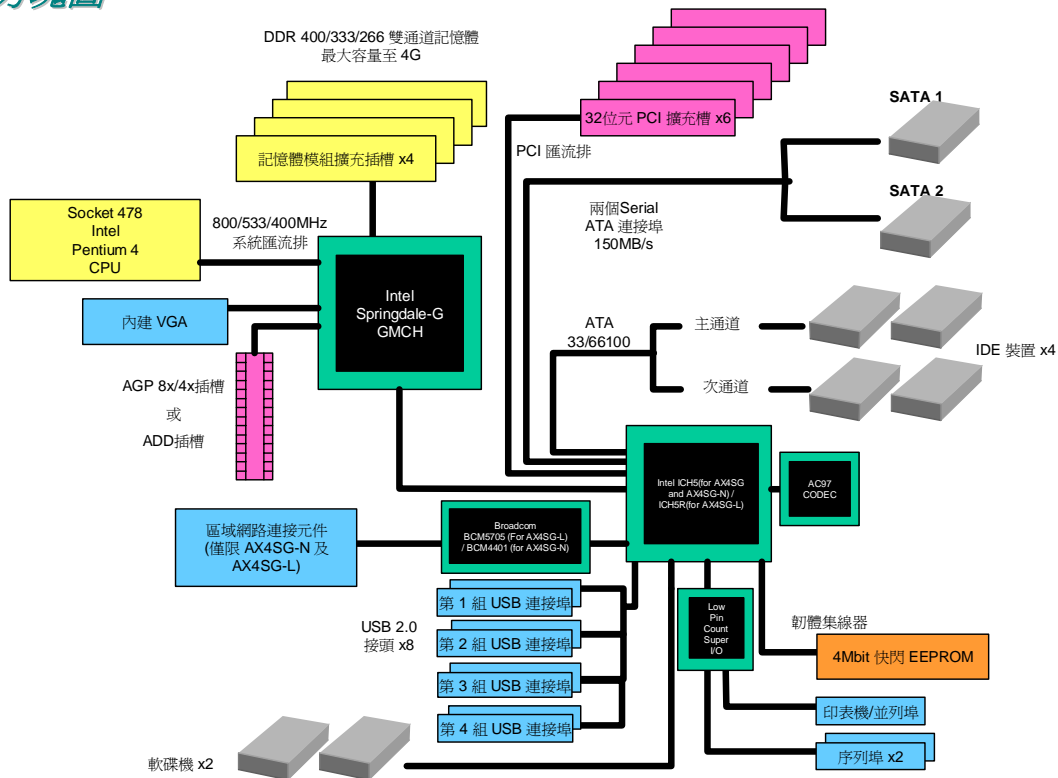 方塊圖
DDR 400/333/266 雙通道記憶體
最大容量至 4G
記憶體模組擴充插槽 x4
32位元 PCI 擴充槽 x6
PCI 匯流排
SATA 1
SATA 2
兩個Serial
ATA 連接埠
150MB/s
Socket 478
Intel
Pentium 4
CPU
800/533/400MHz
系統匯流排
Intel
Springdale-G
GMCH
內建 VGA
AGP 8x/4x插槽
或
ADD插槽
ATA
33/66100
主通道
次通道
IDE 裝置 x4
Intel ICH5(for AX4SG
and AX4SG-N) /
ICH5R(for AX4SG-L)
AC97
CODEC
區域網路連接元件
(僅限 AX4SG-N 及
AX4SG-L)
Broadcom
BCM5705 (For AX4SG-L)
/ BCM4401 (for AX4SG-N)
USB 2.0
接頭 x8
第 1 組 USB 連接埠
第 2 組 USB 連接埠
第 3 組 USB 連接埠
第 4 組 USB 連接埠
Low
Pin
Count
Super
I/O
韌體集線器
4Mbit 快閃 EEPROM
印表機/並列埠
序列埠 x2
軟碟機 x2